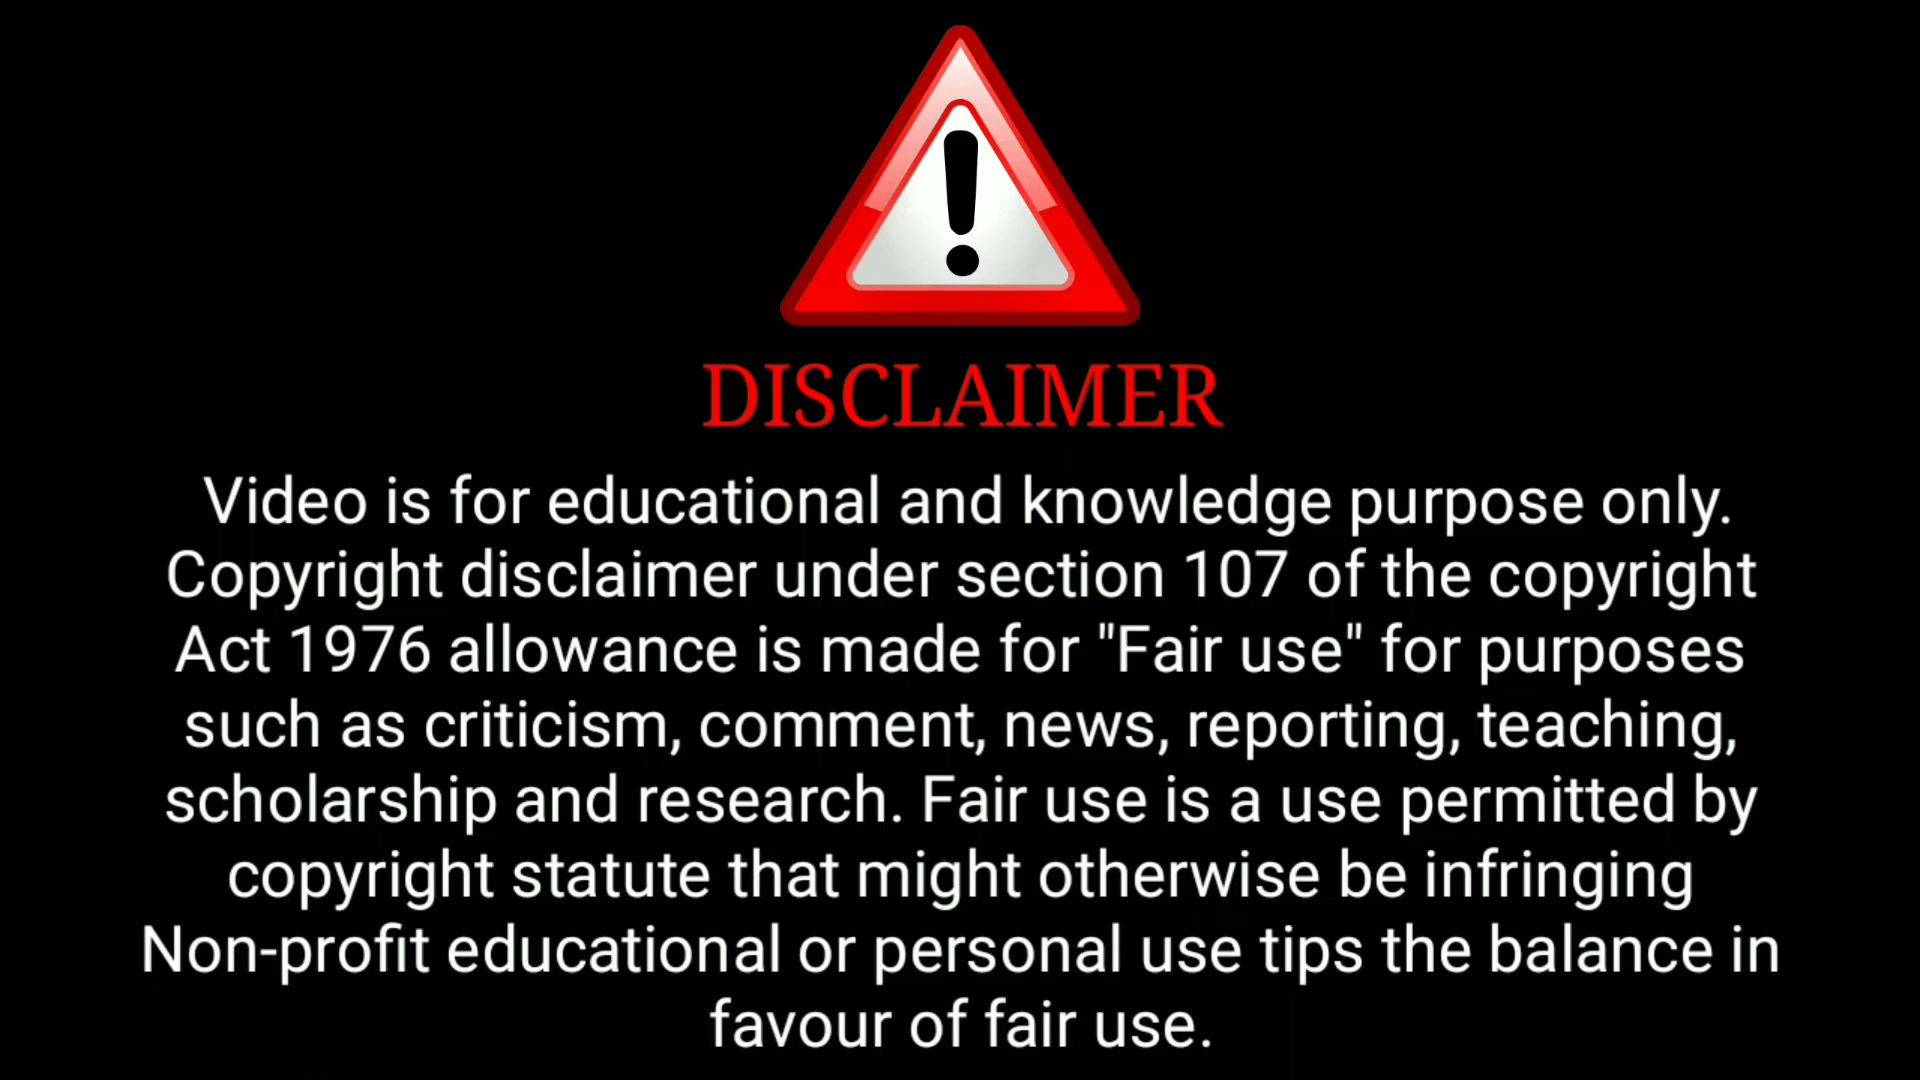 DISCLAIMER
Video is for educational and knowledge purpose only.
Copyright disclaimer under section 107 of the copyright
Act 1976 allowance is made for "Fair use" for purposes
such as criticism, comment, news, reporting, teaching,
scholarship and research. Fair use is a use permitted by
copyright statute that might otherwise be infringing
Non-profit educational or personal use tips the balance in
favour of fair use.